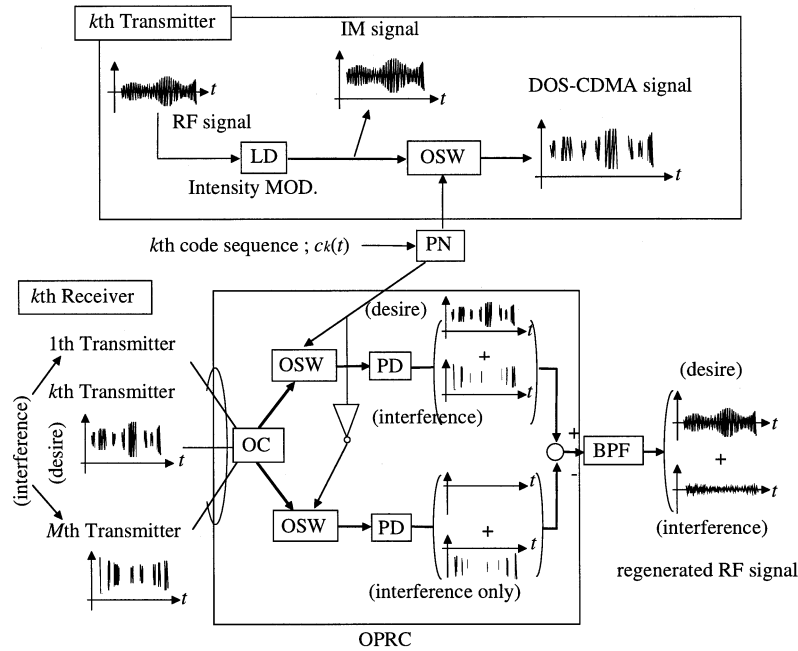 kth Transmitter
IM signal
DOS-CDMA signal
t
t
t
RF signal
LD
OSW
Intensity MOD.
kth code sequence ; ck(t)
PN
kth Receiver
(desire)
t
1th Transmitter
OSW
PD
+
t
(desire)
kth Transmitter
(interference)
(interference)
(desire)
t
OC
+
-
BPF
t
+
t
(interference)
Mth Transmitter
OSW
PD
t
+
t
t
(interference only)
regenerated RF signal
OPRC